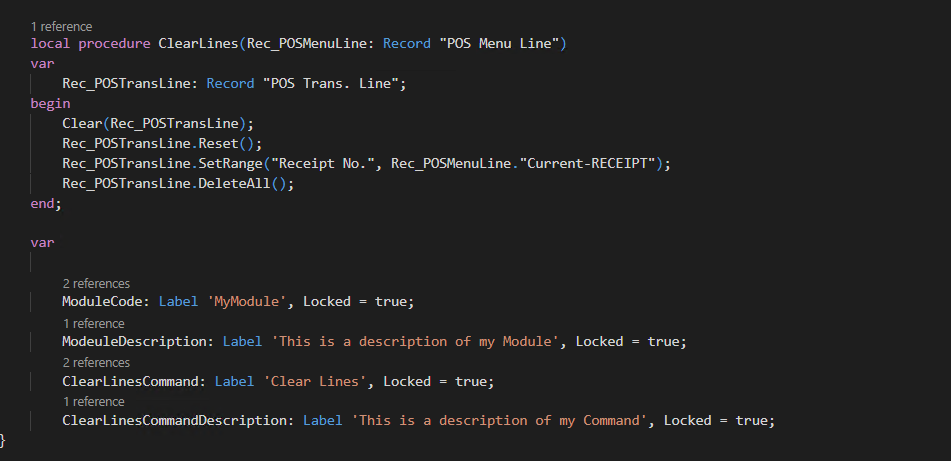 1 reference
local procedure ClearLines(Rec_POSMenuLine: Record "POS Menu Line")
var
Rec_POSTransLine: Record "POS Trans. Line";
begin
Clear(Rec_POSTransLine);
Rec_POSTransLine.Reset();
Rec_POSTransLine.SetRange("Receipt No.", Rec_POSMenuLine."Current-RECEIPT");
Rec_POSTransLine.DeleteAll();
end;
var
2 references
ModuleCode: Label 'MyModule', Locked = true;
1 reference
ModeuleDescription: Label 'This is a description of my Module', Locked = true;
2 references
ClearLinesCommand: Label 'Clear Lines', Locked = true;
1 reference
ClearLinesCommandDescription: Label 'This is a description of my Command', Locked = true;
}